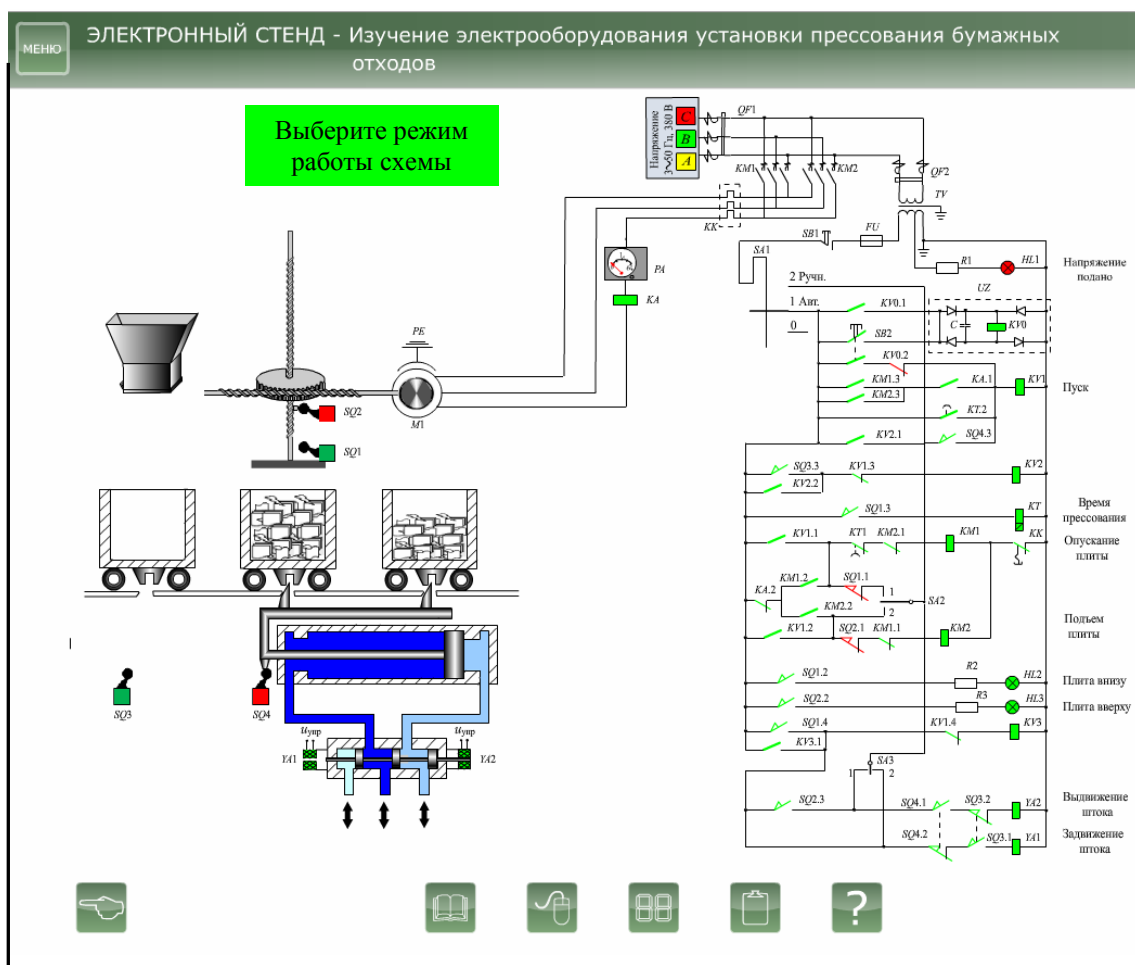 МЕНЮ
ЭЛЕКТРОННЫЙ СТЕНД - Изучение электрооборудования установки прессования бумажных
отходов
Выберите режим
работы схемы
Напряжение
3~50 Гц, 380 В
C
B
A
QF1
KM1
KM2
QF2
TV
KK
SB1
FU
SA1
PA
R1
HL1
Напряжение
подано
2 Ручн.
UZ
KA
1 Авт.
KV0.1
C
KV0
0
SB2
PE
KV0.2
KM1.3
KA.1
KV1
Пуск
KM2.3
SQ2
M1
KT.2
SQ1
KV2.1
SQ4.3
SQ3.3
KV1.3
KV2
KV2.2
SQ1.3
KT
Время
прессования
KV1.1
KT1
KM2.1
KM1
KK
Опускание
плиты
KM1.2
SQ1.1
1
KA.2
SA2
KM2.2
2
KV1.2
SQ2.1
KM1.1
KM2
Подъем
плиты
SQ1.2
R2
HL2
Плита внизу
SQ3
SQ4
SQ2.2
R3
HL3
Плита вверху
uупр
uупр
SQ1.4
KV1.4
KV3
KV3.1
YA1
YA2
SA3
1
2
SQ2.3
SQ4.1
SQ3.2
YA2
Выдвижение
штока
SQ4.2
SQ3.1
YA1
Задвижение
штока
?